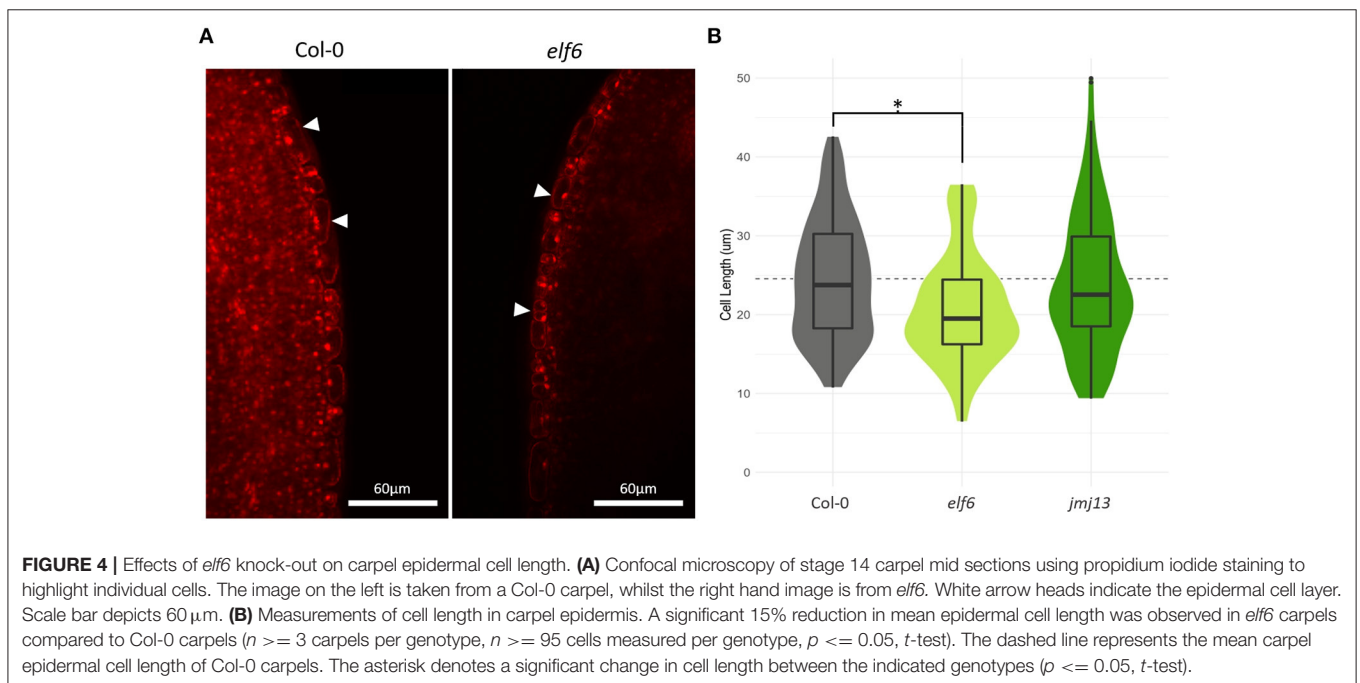 A
Col-0
elf6
60μm
60μm
B
50
40
30
20
10
0
Cell Length (um)
*
Col-0
elf6
jmj13
FIGURE 4 | Effects of elf6 knock-out on carpel epidermal cell length. (A) Confocal microscopy of stage 14 carpel mid sections using propidium iodide staining to
highlight individual cells. The image on the left is taken from a Col-0 carpel, whilst the right hand image is from elf6. White arrow heads indicate the epidermal cell layer.
Scale bar depicts 60 μm. (B) Measurements of cell length in carpel epidermis. A significant 15% reduction in mean epidermal cell length was observed in elf6 carpels
compared to Col-0 carpels (n >= 3 carpels per genotype, n >= 95 cells measured per genotype, p <= 0.05, t-test). The dashed line represents the mean carpel
epidermal cell length of Col-0 carpels. The asterisk denotes a significant change in cell length between the indicated genotypes (p <= 0.05, t-test).